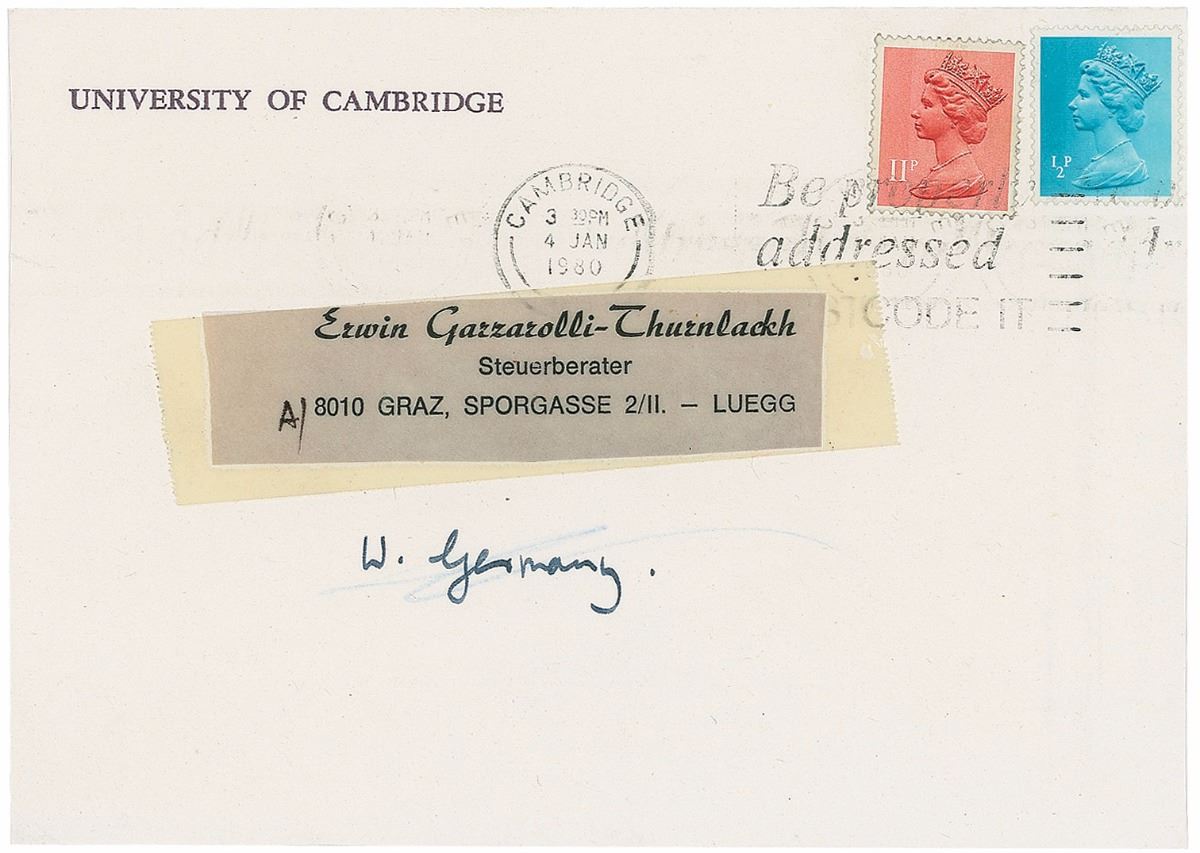 UNIVERSITY OF CAMBRIDGE
11P
½P
CAMBRIDGE
3 30PM
4 JAN
1980
Be
addressed
CODE IT
Erwin Garzarolli-Thurnlackh
Steuerberater
A/ 8010 GRAZ, SPORGASSE 2/II. – LUEGG
W. Germany.